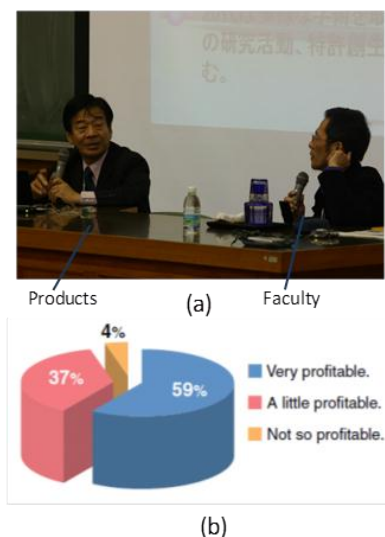 の研究活動、特許創生
む。
Products
(a)
Faculty
4%
37%
59%
Very profitable.
A little profitable.
Not so profitable.
(b)